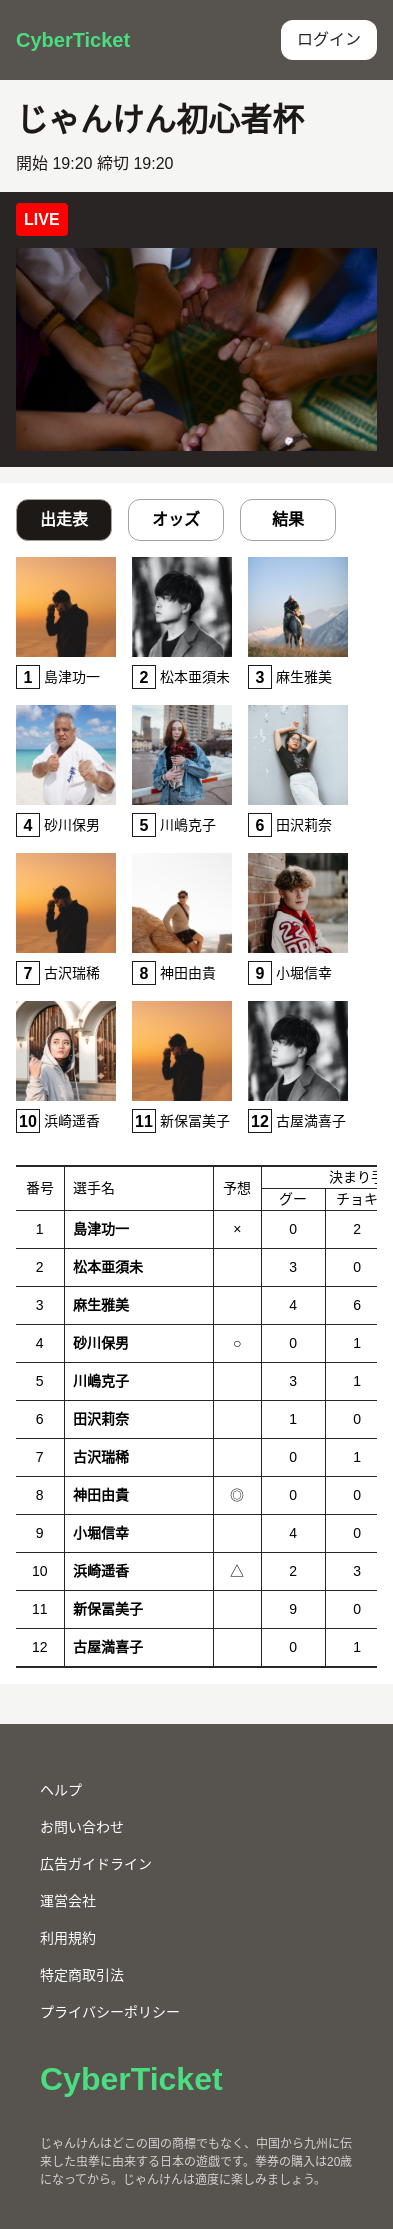 CyberTicket ログイン
じゃんけん初心者杯
開始 19:20 締切 19:20
LIVE
出走表 オッズ 結果
1 島津功一 2 松本亜須未 3 麻生雅美
4 砂川保男 5 川嶋克子 6 田沢莉奈
7 古沢瑞稀 8 神田由貴 9 小堀信幸
10 浜崎遥香 11 新保冨美子 12 古屋満喜子
決まり手
番号 選手名 予想
グー チョキ
1 島津功一 × 0 2
2 松本亜須未 3 0
3 麻生雅美 4 6
4 砂川保男 ○ 0 1
5 川嶋克子 3 1
6 田沢莉奈 1 0
7 古沢瑞稀 0 1
8 神田由貴 ◎ 0 0
9 小堀信幸 4 0
10 浜崎遥香 △ 2 3
11 新保冨美子 9 0
12 古屋満喜子 0 1
ヘルプ
お問い合わせ
広告ガイドライン
運営会社
利用規約
特定商取引法
プライバシーポリシー
CyberTicket
じゃんけんはどこの国の商標でもなく、中国から九州に伝
来した虫拳に由来する日本の遊戯です。拳券の購入は20歳
になってから。じゃんけんは適度に楽しみましょう。